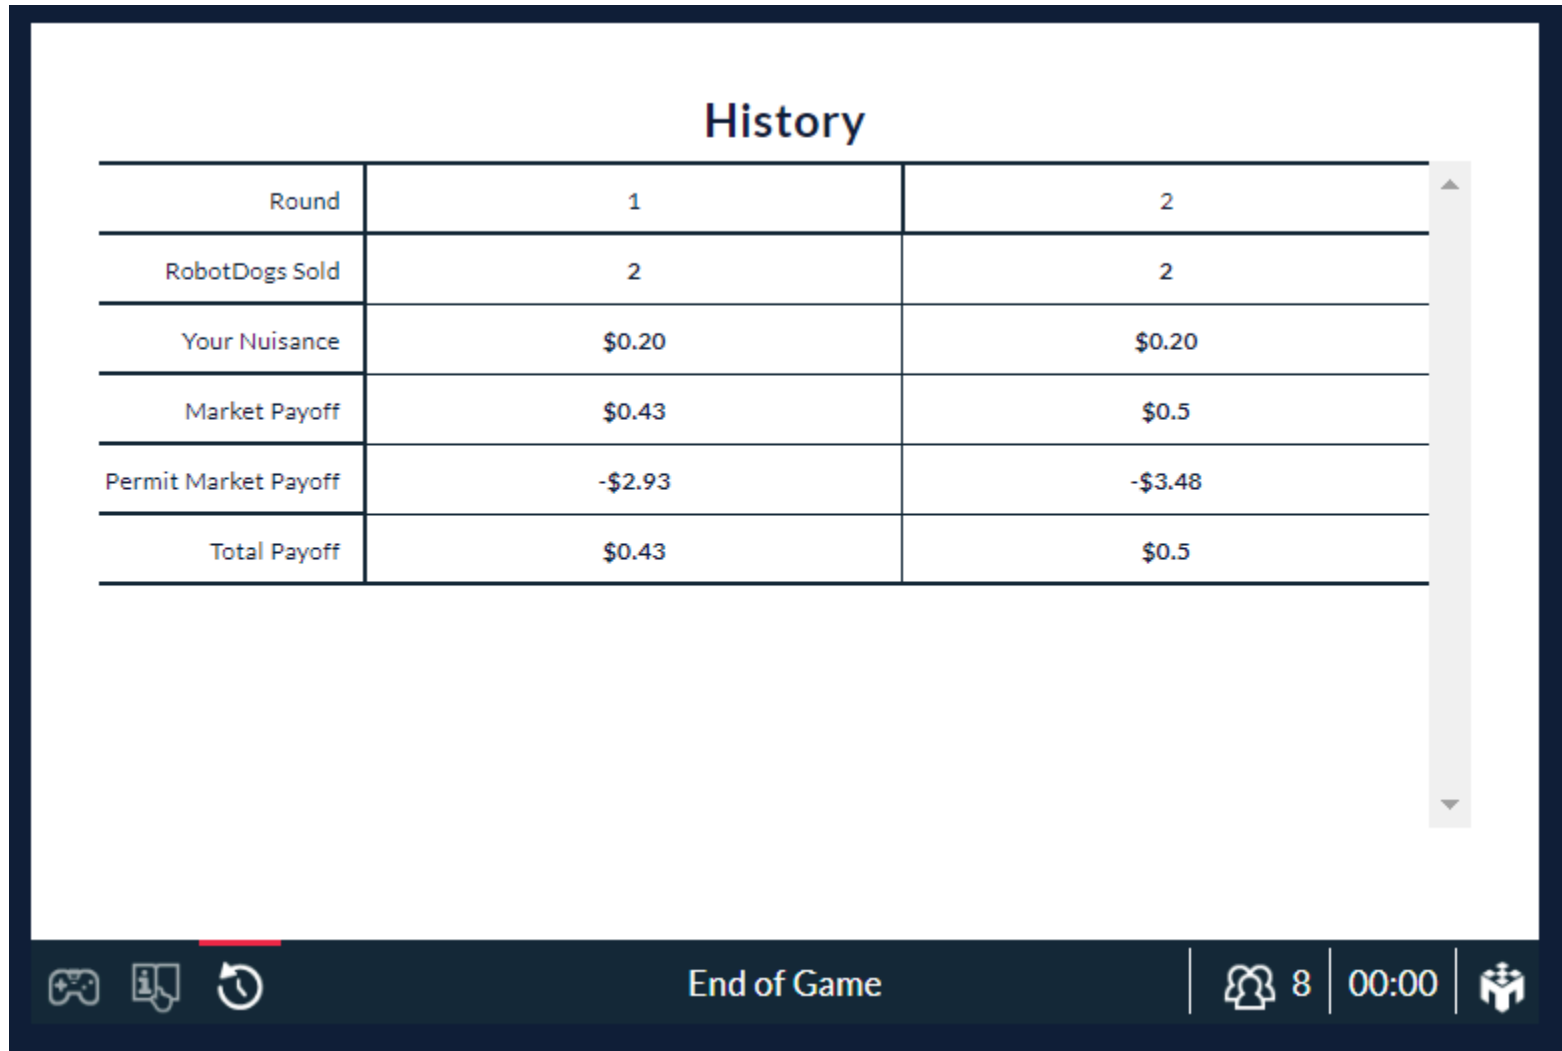 History
Round 1 2
RobotDogs Sold 2 2
Your Nuisance $0.20 $0.20
Market Payoff $0.43 $0.5
Permit Market Payoff -$2.93 -$3.48
Total Payoff $0.43 $0.5
End of Game 8 00:00